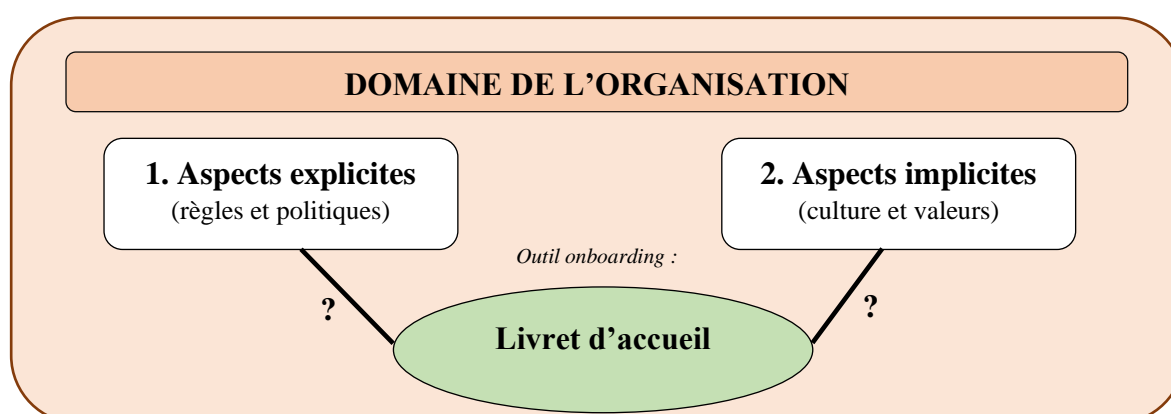 DOMAINE DE L’ORGANISATION
1. Aspects explicites
(règles et politiques)
2. Aspects implicites
(culture et valeurs)
Outil onboarding :
?
?
Livret d’accueil